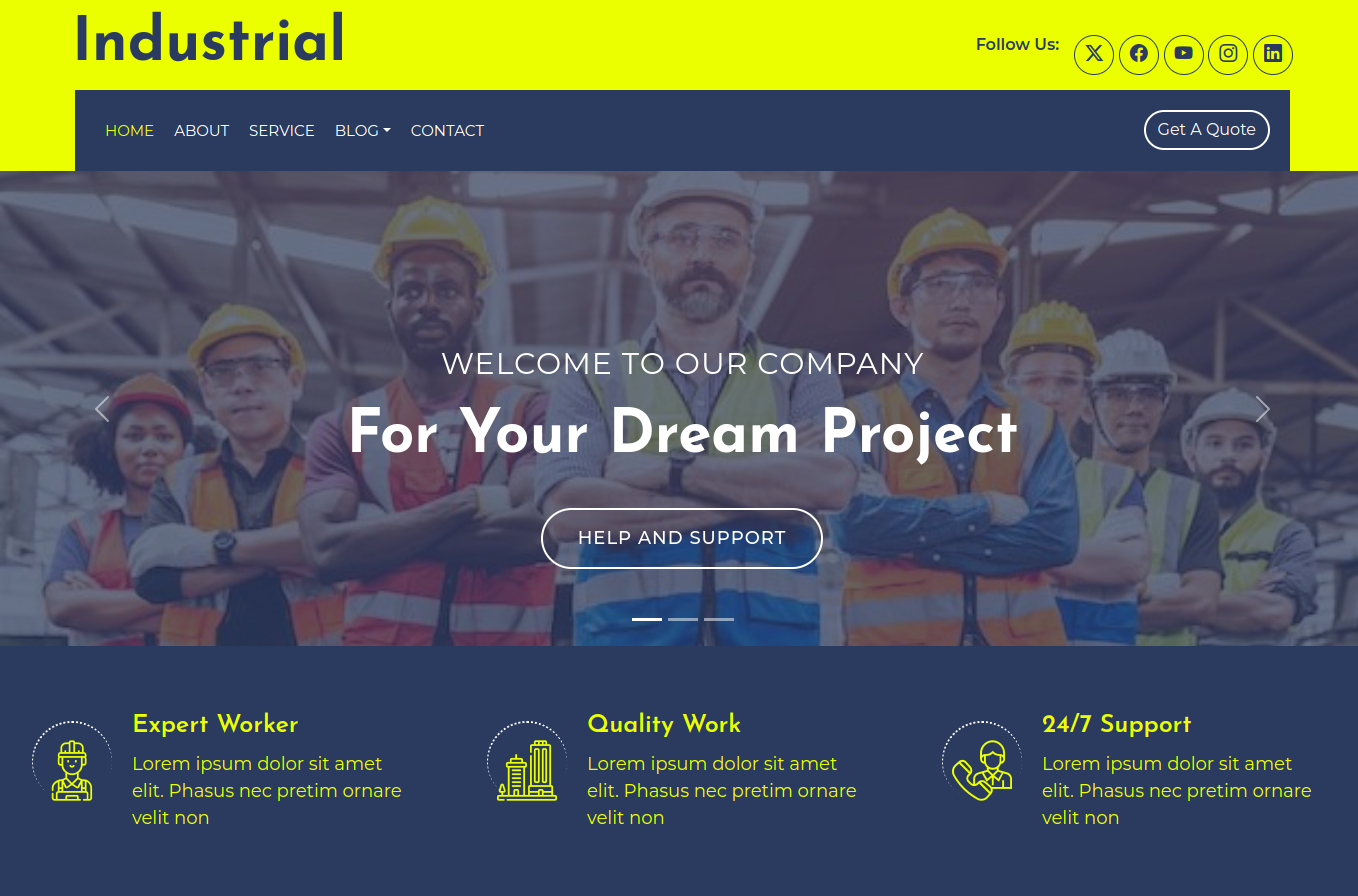 Industrial
Follow Us:
HOME ABOUT SERVICE BLOG CONTACT Get A Quote
WELCOME TO OUR COMPANY
For Your Dream Project
HELP AND SUPPORT
Expert Worker
Lorem ipsum dolor sit amet
elit. Phasus nec pretim ornare
velit non
Quality Work
Lorem ipsum dolor sit amet
elit. Phasus nec pretim ornare
velit non
24/7 Support
Lorem ipsum dolor sit amet
elit. Phasus nec pretim ornare
velit non